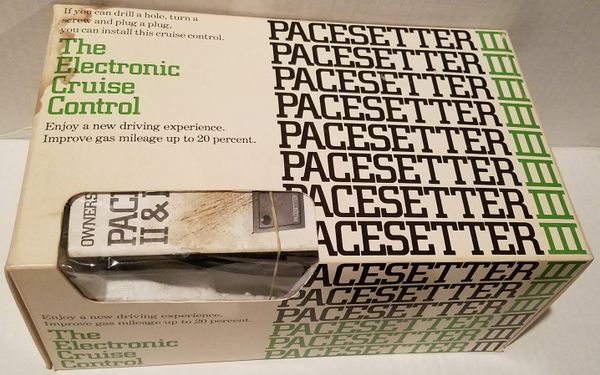 If you can drill a hole, turn a
screw and plug a plug,
you can install this cruise control.
The
Electronic
Cruise
Control
Enjoy a new driving experience.
Improve gas mileage up to 20 percent.
PACESETTER III
PACESETTER III
PACESETTER III
PACESETTER III
PACESETTER III
PACESETTER III
PACESETTER III
PACESETTER III
OWNERS
PACE
II &
Enjoy a new driving experience.
Improve gas mileage up to 20 percent.
The
Electronic
Cruise
Control
PACESETTER III
PACESETTER III
PACESETTER III
PACESETTER III
PACESETTER III
PACESETTER III